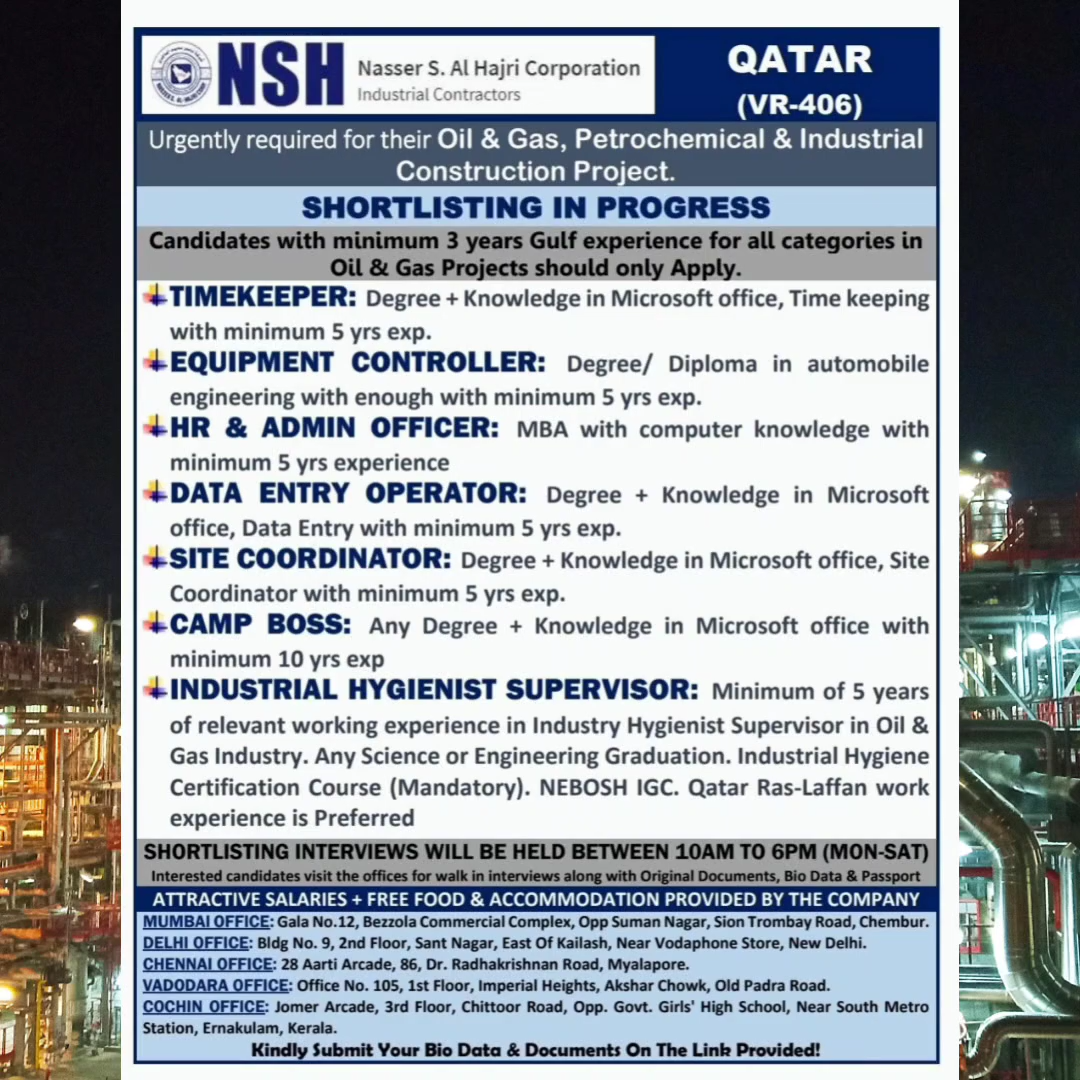 NSH
Nasser S. Al Hajri Corporation
Industrial Contractors
QATAR
(VR-406)
Urgently required for their Oil & Gas, Petrochemical & Industrial
Construction Project.
SHORTLISTING IN PROGRESS
Candidates with minimum 3 years Gulf experience for all categories in
Oil & Gas Projects should only Apply.
TIMEKEEPER: Degree + Knowledge in Microsoft office, Time keeping
with minimum 5 yrs exp.
EQUIPMENT CONTROLLER: Degree/ Diploma in automobile
engineering with enough with minimum 5 yrs exp.
HR & ADMIN OFFICER: MBA with computer knowledge with
minimum 5 yrs experience
DATA ENTRY OPERATOR: Degree + Knowledge in Microsoft
office, Data Entry with minimum 5 yrs exp.
SITE COORDINATOR: Degree + Knowledge in Microsoft office, Site
Coordinator with minimum 5 yrs exp.
CAMP BOSS: Any Degree + Knowledge in Microsoft office with
minimum 10 yrs exp
INDUSTRIAL HYGIENIST SUPERVISOR: Minimum of 5 years
of relevant working experience in Industry Hygienist Supervisor in Oil &
Gas Industry. Any Science or Engineering Graduation. Industrial Hygiene
Certification Course (Mandatory). NEBOSH IGC. Qatar Ras-Laffan work
experience is Preferred
SHORTLISTING INTERVIEWS WILL BE HELD BETWEEN 10AM TO 6PM (MON-SAT)
Interested candidates visit the offices for walk in interviews along with Original Documents, Bio Data & Passport
ATTRACTIVE SALARIES + FREE FOOD & ACCOMMODATION PROVIDED BY THE COMPANY
MUMBAI OFFICE: Gala No.12, Bezzola Commercial Complex, Opp Suman Nagar, Sion Trombay Road, Chembur.
DELHI OFFICE: Bldg No. 9, 2nd Floor, Sant Nagar, East Of Kailash, Near Vodaphone Store, New Delhi.
CHENNAI OFFICE: 28 Aarti Arcade, 86, Dr. Radhakrishnan Road, Myalapore.
VADODARA OFFICE: Office No. 105, 1st Floor, Imperial Heights, Akshar Chowk, Old Padra Road.
COCHIN OFFICE: Jomer Arcade, 3rd Floor, Chittoor Road, Opp. Govt. Girls' High School, Near South Metro
Station, Ernakulam, Kerala.
Kindly Submit Your Bio Data & Documents On The Link Provided!